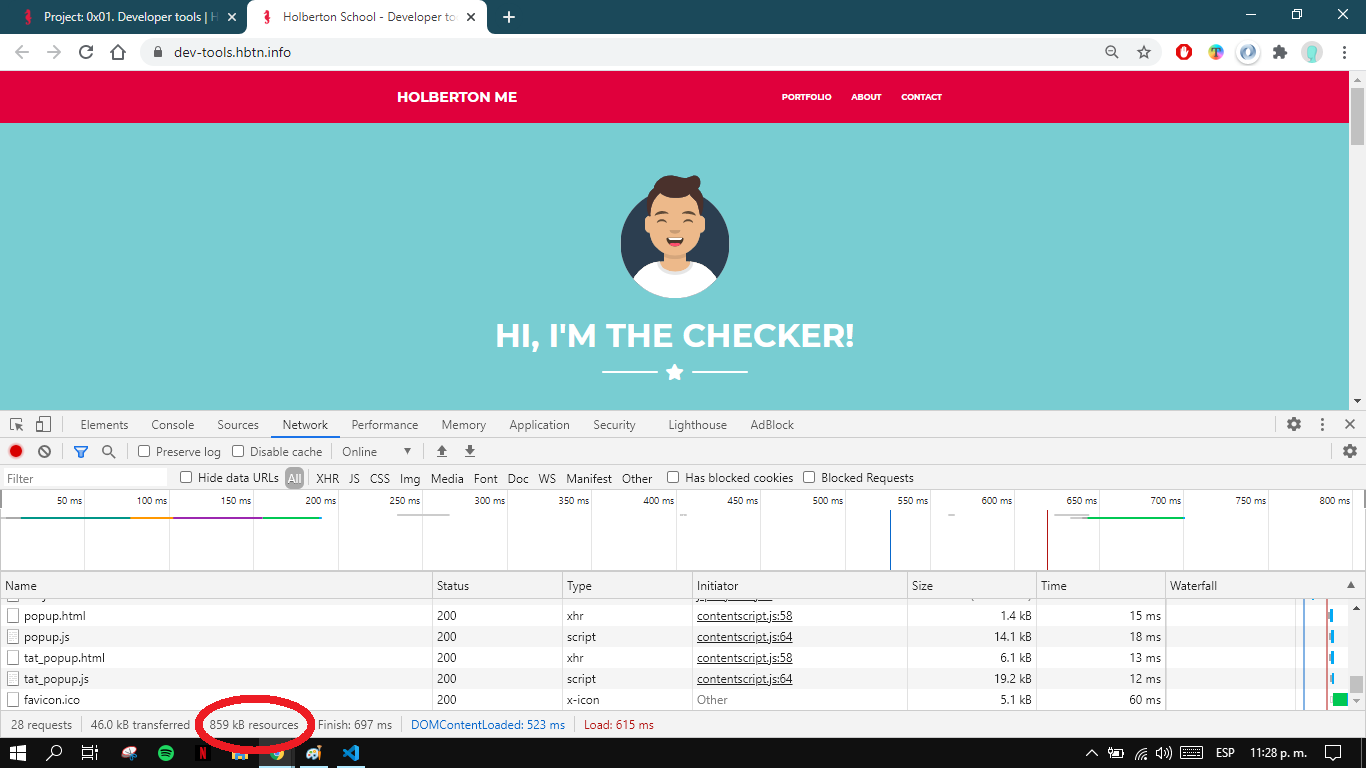 Project: 0x01. Developer tools | H
Holberton School - Developer to
dev-tools.hbtn.info
HOLBERTON ME
PORTFOLIO ABOUT CONTACT
HI, I'M THE CHECKER!
Elements Console Sources Network Performance Memory Application Security Lighthouse AdBlock
Preserve log Disable cache Online
Filter Hide data URLs All XHR JS CSS Img Media Font Doc WS Manifest Other Has blocked cookies Blocked Requests
50 ms 100 ms 150 ms 200 ms 250 ms 300 ms 350 ms 400 ms 450 ms 500 ms 550 ms 600 ms 650 ms 700 ms 750 ms 800 ms
Name Status Type Initiator Size Time Waterfall
popup.html 200 xhr contentscript.js:58 1.4 kB 15 ms
popup.js 200 script contentscript.js:64 14.1 kB 18 ms
tat_popup.html 200 xhr contentscript.js:58 6.1 kB 13 ms
tat_popup.js 200 script contentscript.js:64 19.2 kB 12 ms
favicon.ico 200 x-icon Other 5.1 kB 60 ms
28 requests 46.0 kB transferred 859 kB resources Finish: 697 ms DOMContentLoaded: 523 ms Load: 615 ms
ESP 11:28 p. m.